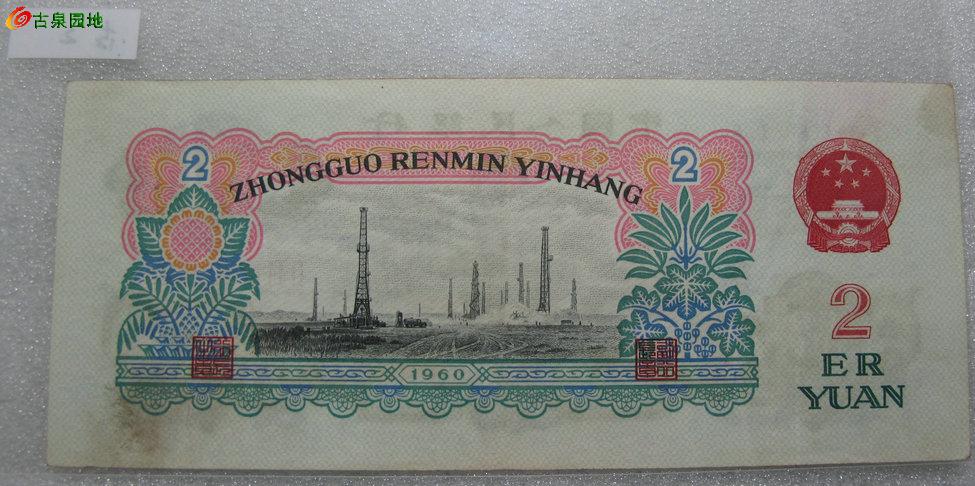 古泉园地
2
2
ZHONGGUO RENMIN YINHANG
2
ER
YUAN
1960